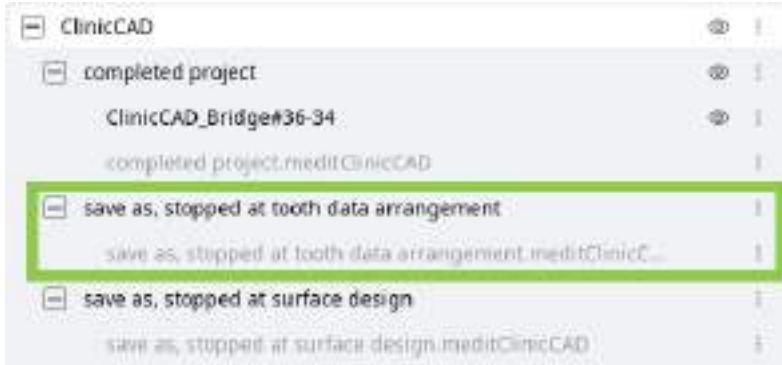 ClinicCAD
completed project
ClinicCAD_Bridge#36-34
completed project.meditClinicCAD
save as, stopped at tooth data arrangement
save as, stopped at tooth data arrangement.meditClinicC...
save as, stopped at surface design
save as, stopped at surface design.meditClinicCAD